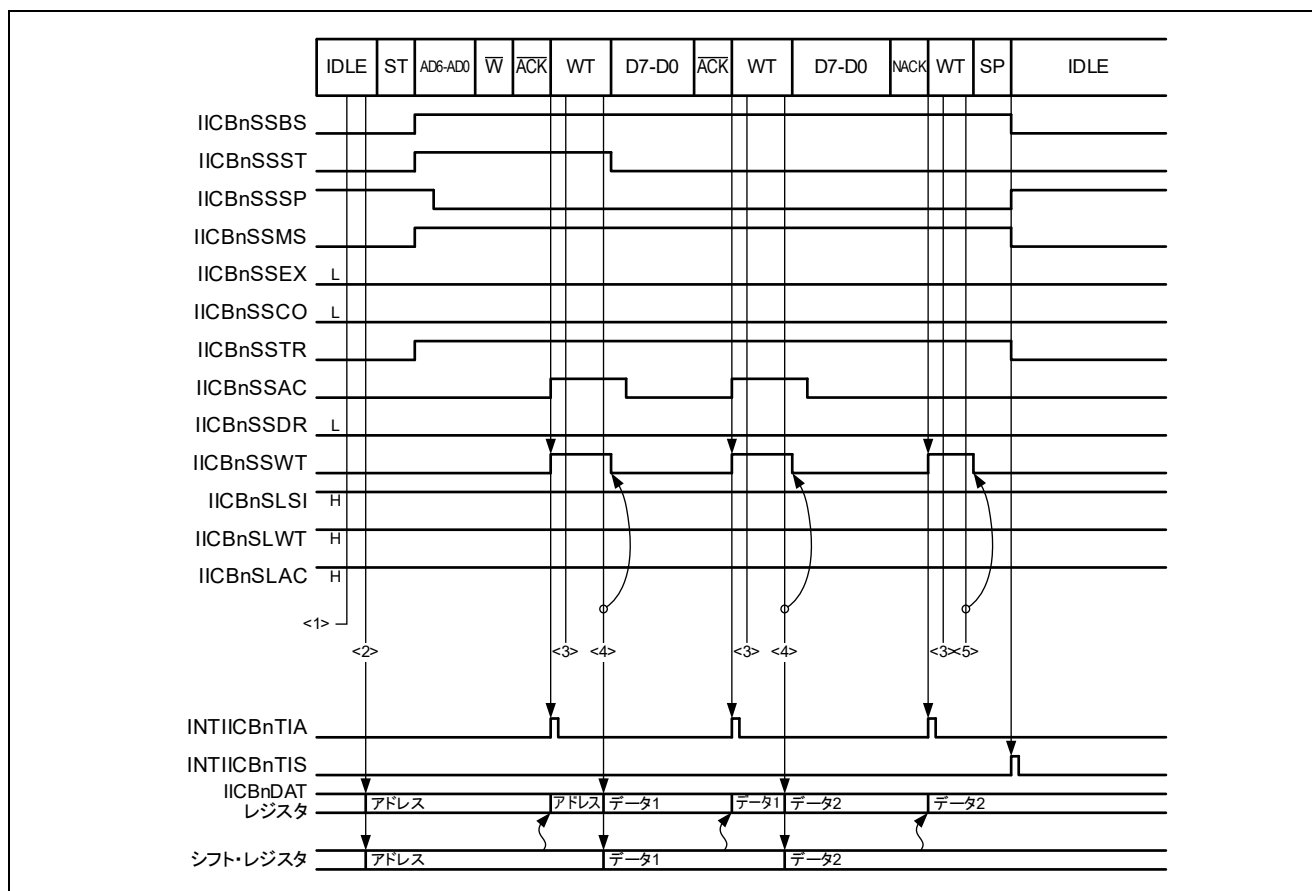 IDLE ST AD6-AD0 W̅ A̅C̅K̅ WT D7-D0 A̅C̅K̅ WT D7-D0 NACK WT SP IDLE
IICBnSSBS
IICBnSSST
IICBnSSSP
IICBnSSMS
IICBnSSEX L
IICBnSSCO L
IICBnSSTR
IICBnSSAC
IICBnSSDR L
IICBnSSWT
IICBnSLSI H
IICBnSLWT H
IICBnSLAC H
<1>
<2> <3> <4> <3> <4> <3><5>
INTIICBnTIA
INTIICBnTIS
IICBnDAT
レジスタ アドレス アドレス データ1 データ1 データ2 データ2
シフト・レジスタ アドレス データ1 データ2